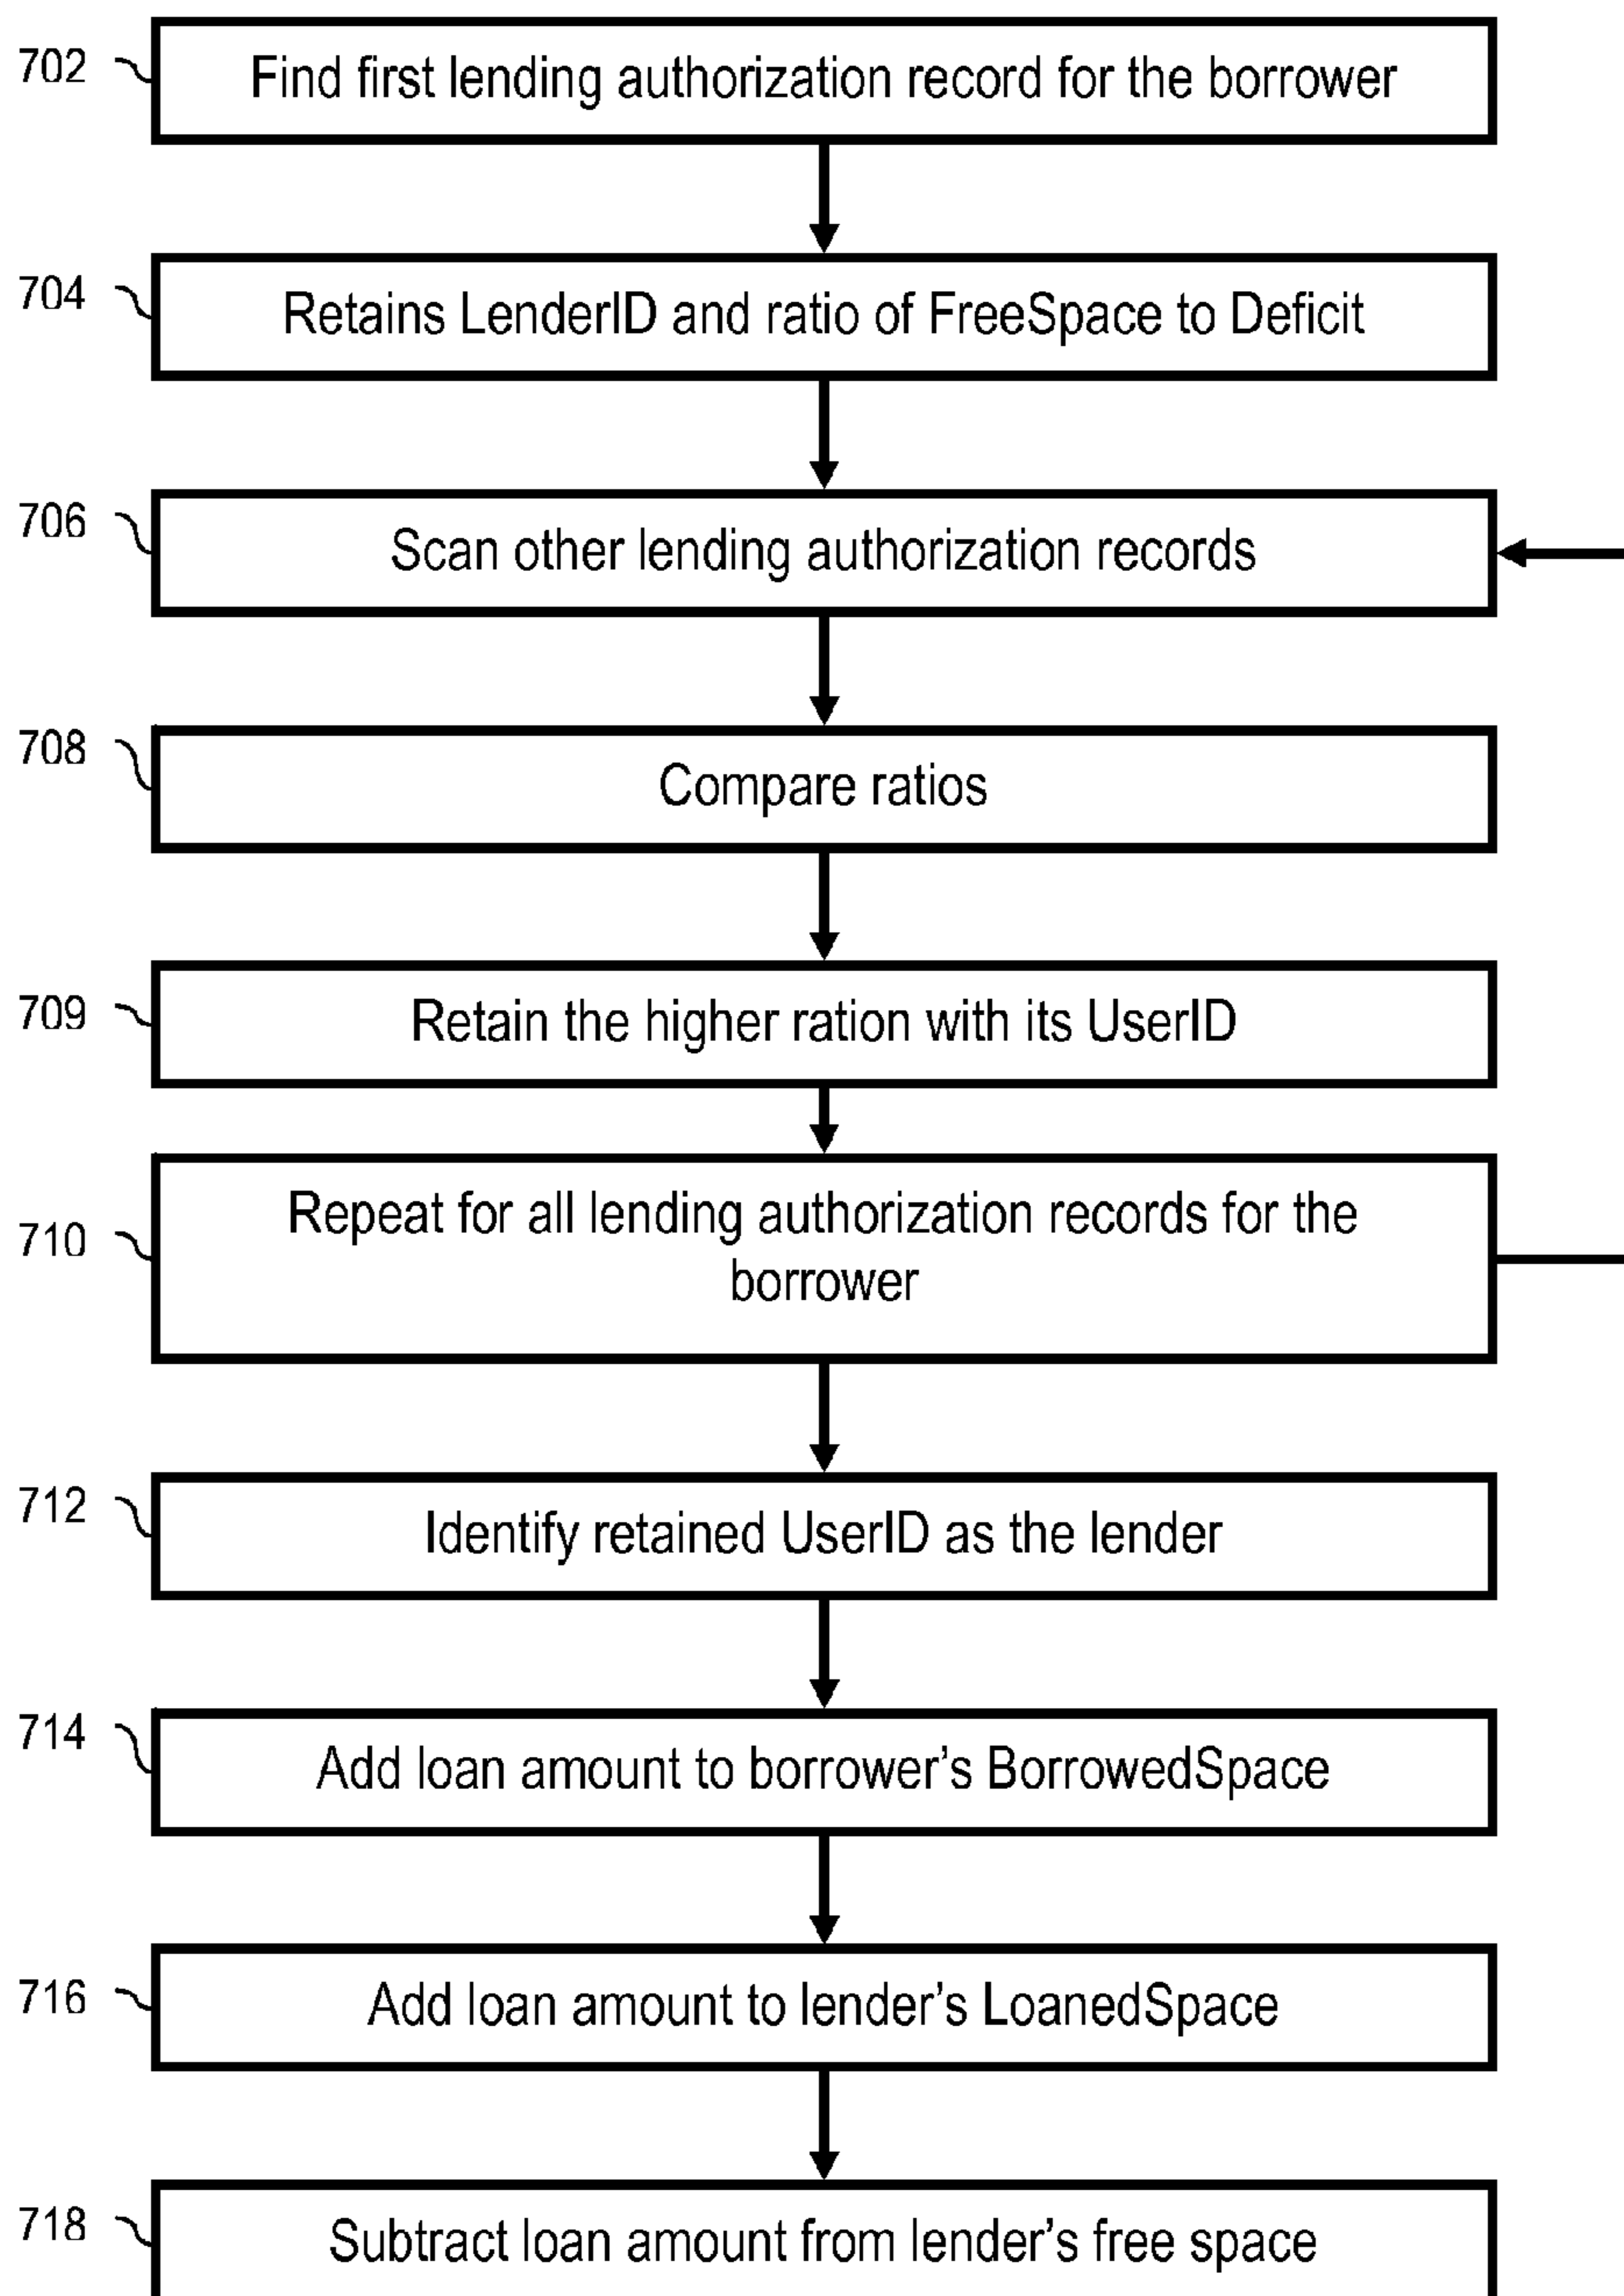 702 Find first lending authorization record for the borrower
704 Retains LenderID and ratio of FreeSpace to Deficit
706 Scan other lending authorization records
708 Compare ratios
709 Retain the higher ration with its UserID
710 Repeat for all lending authorization records for the
borrower
712 Identify retained UserID as the lender
714 Add loan amount to borrower’s BorrowedSpace
716 Add loan amount to lender’s LoanedSpace
718 Subtract loan amount from lender’s free space